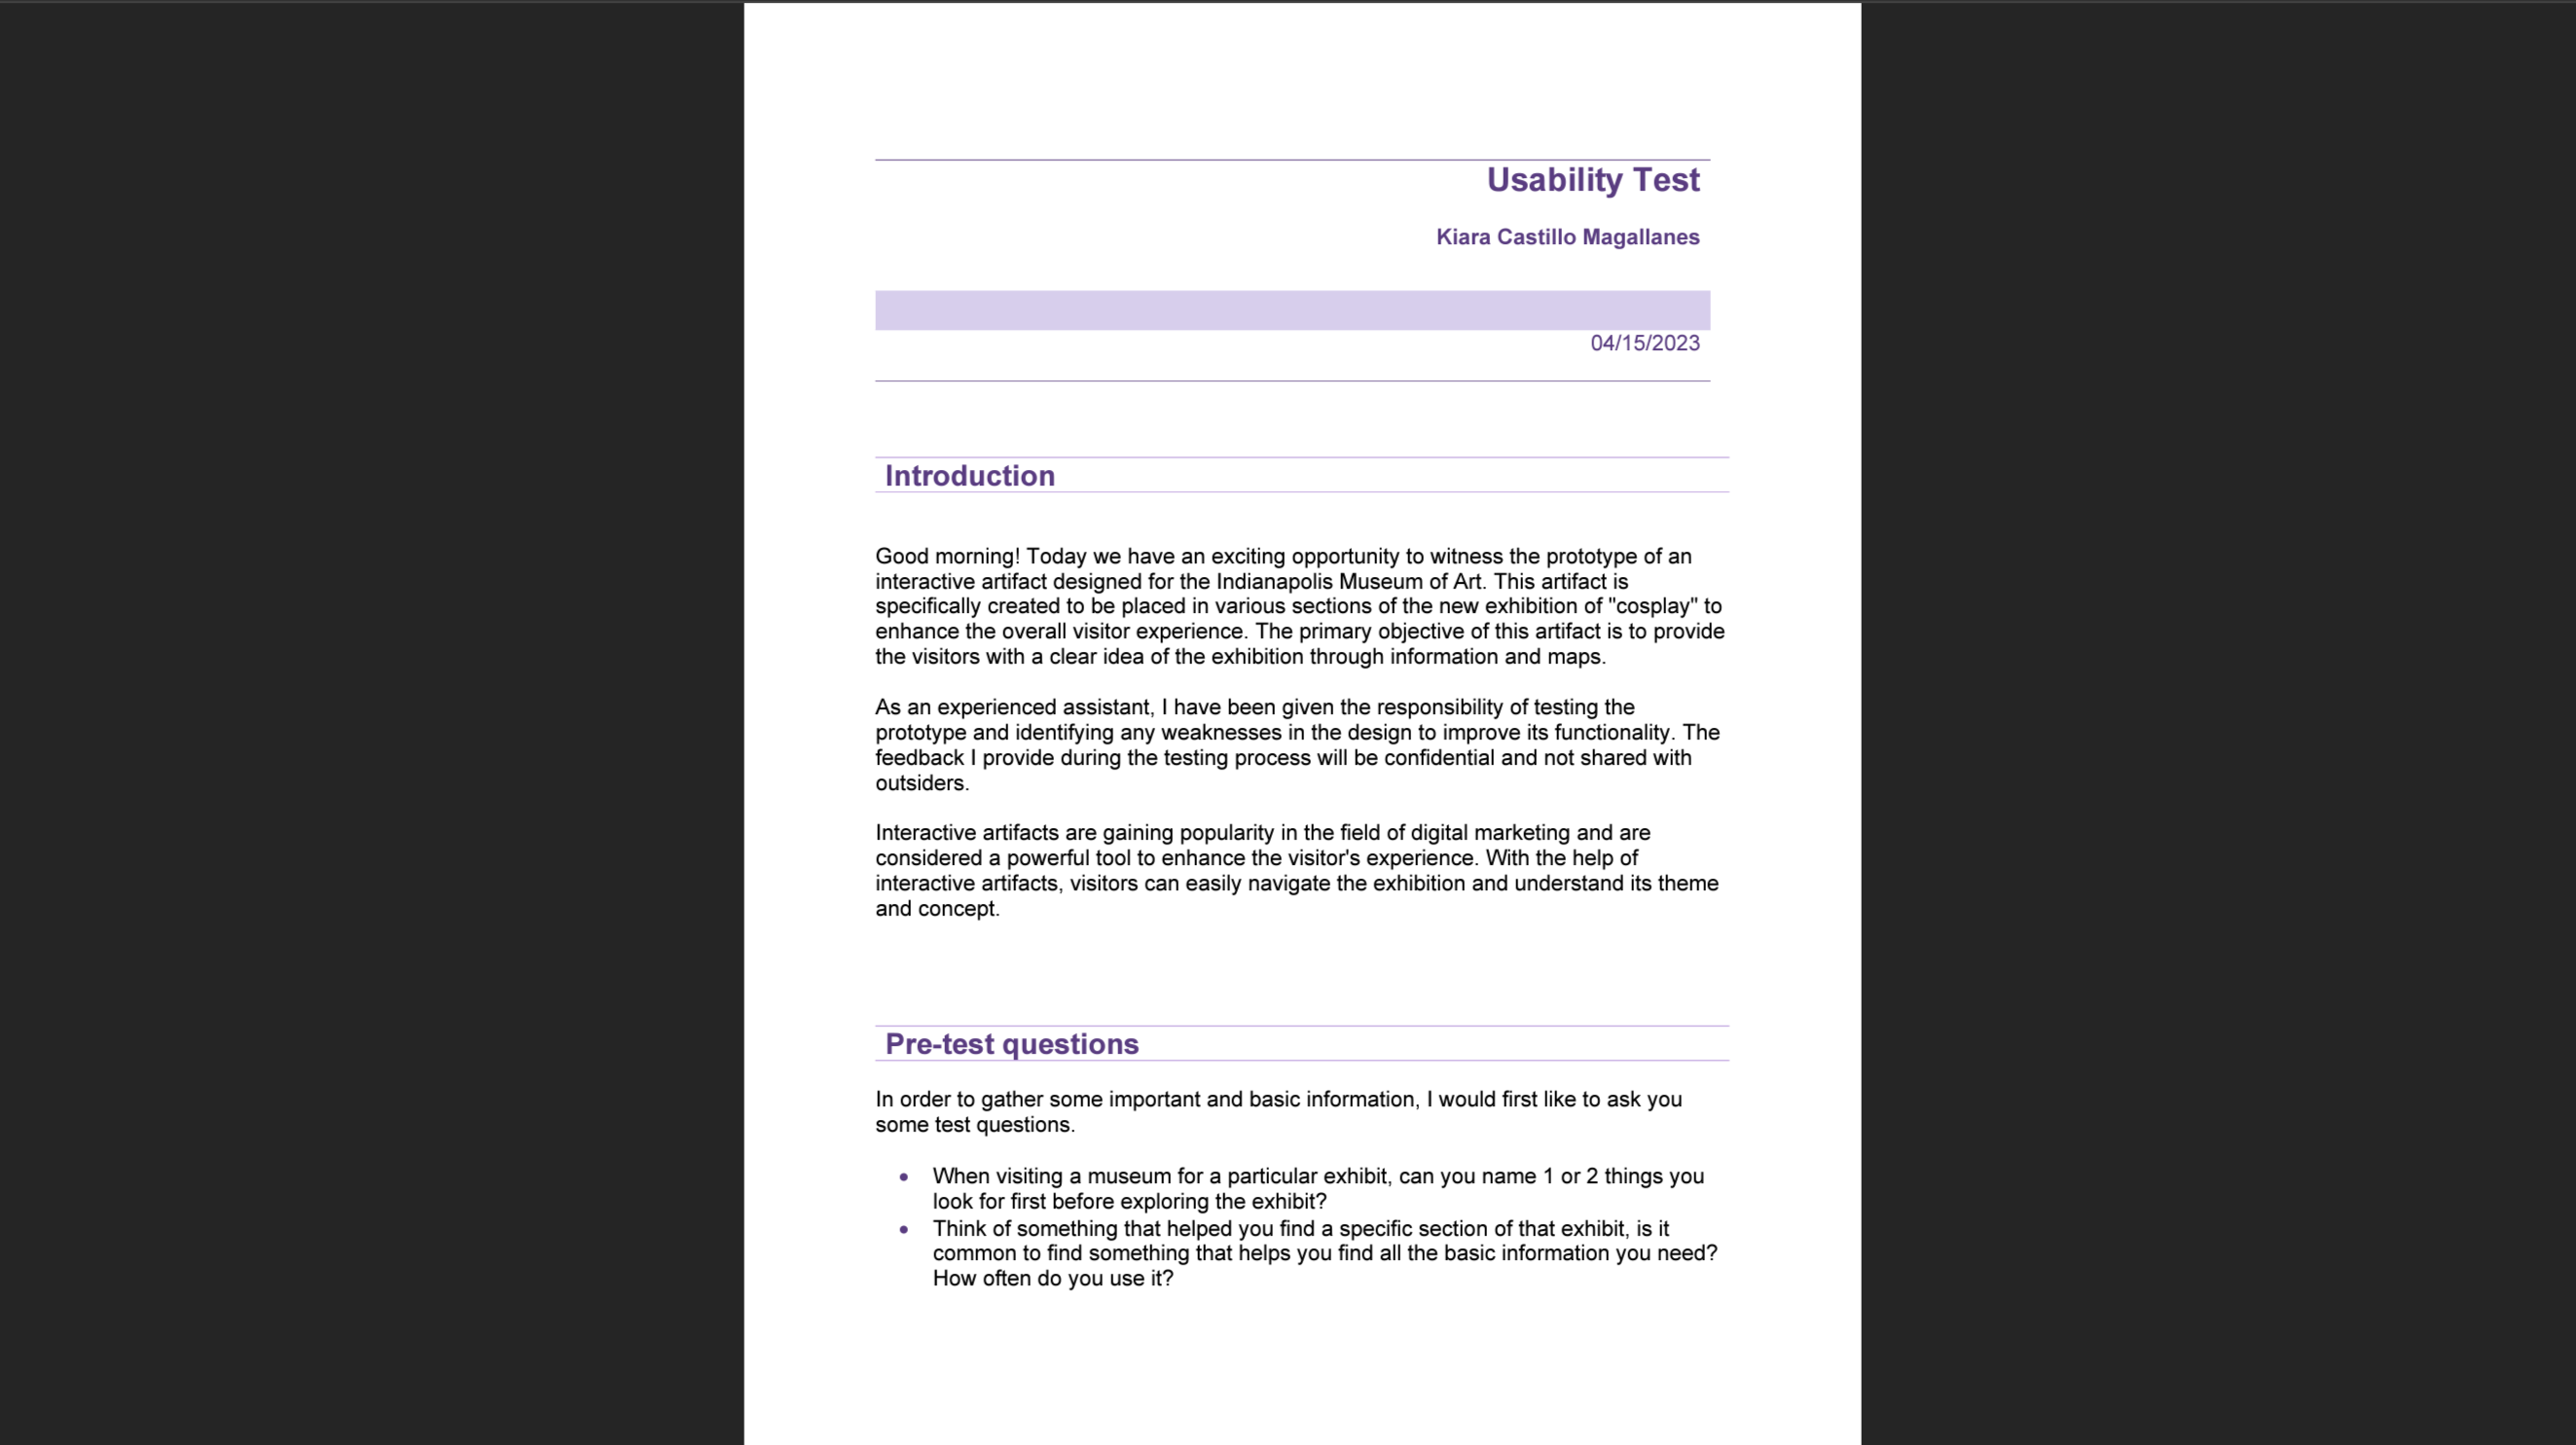 Usability Test
Kiara Castillo Magallanes
04/15/2023
Introduction
Good morning! Today we have an exciting opportunity to witness the prototype of an
interactive artifact designed for the Indianapolis Museum of Art. This artifact is
specifically created to be placed in various sections of the new exhibition of "cosplay" to
enhance the overall visitor experience. The primary objective of this artifact is to provide
the visitors with a clear idea of the exhibition through information and maps.
As an experienced assistant, I have been given the responsibility of testing the
prototype and identifying any weaknesses in the design to improve its functionality. The
feedback I provide during the testing process will be confidential and not shared with
outsiders.
Interactive artifacts are gaining popularity in the field of digital marketing and are
considered a powerful tool to enhance the visitor's experience. With the help of
interactive artifacts, visitors can easily navigate the exhibition and understand its theme
and concept.
Pre-test questions
In order to gather some important and basic information, I would first like to ask you
some test questions.
• When visiting a museum for a particular exhibit, can you name 1 or 2 things you
look for first before exploring the exhibit?
• Think of something that helped you find a specific section of that exhibit, is it
common to find something that helps you find all the basic information you need?
How often do you use it?